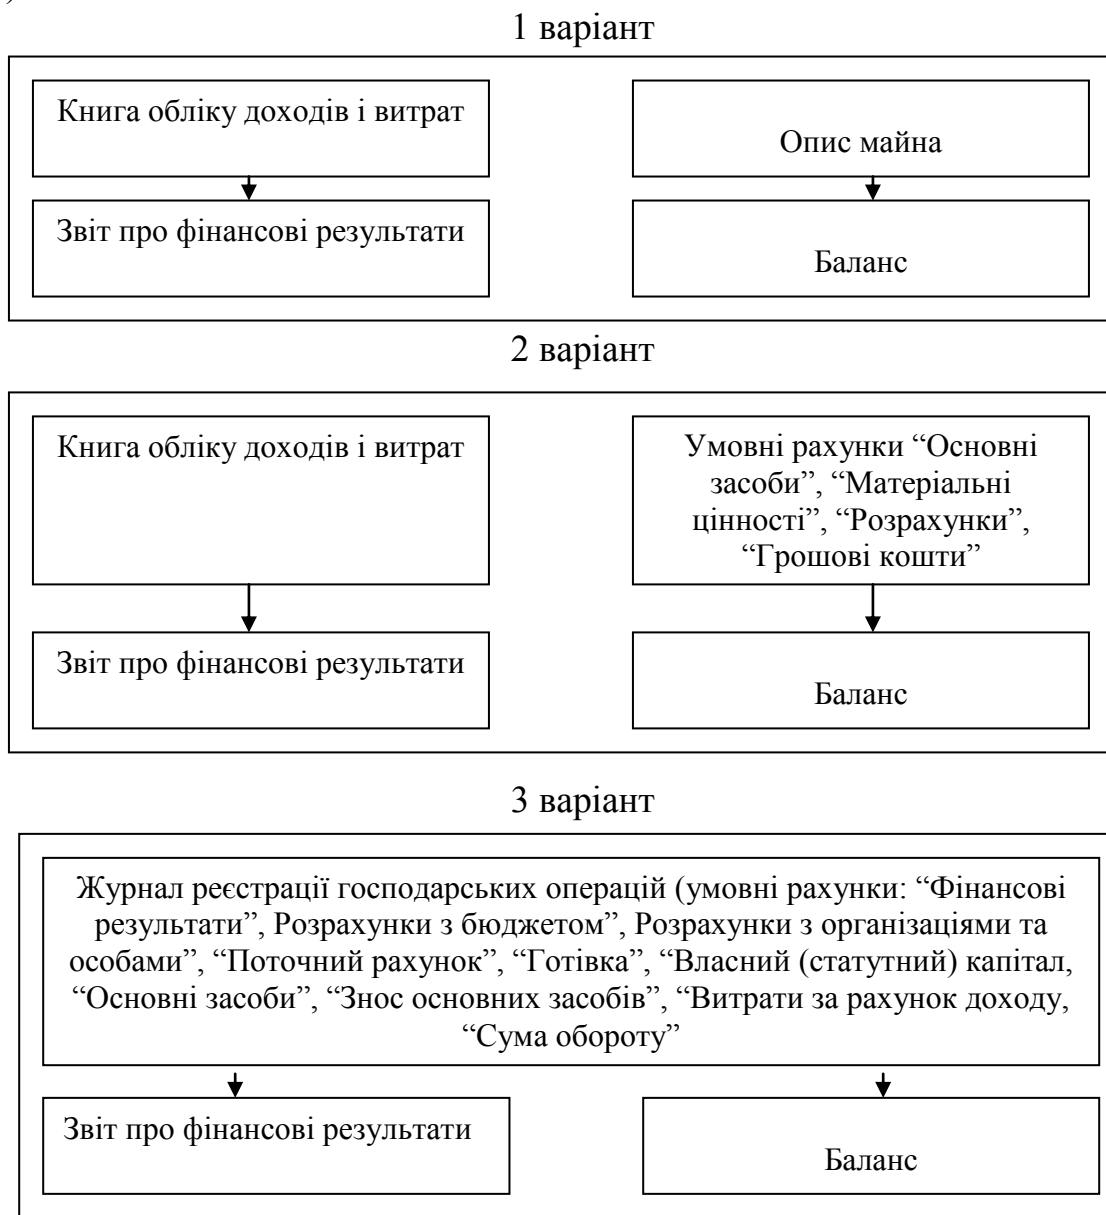 )
1 варіант
Книга обліку доходів і витрат
Опис майна
Звіт про фінансові результати
Баланс
2 варіант
Книга обліку доходів і витрат
Умовні рахунки “Основні
засоби”, “Матеріальні
цінності”, “Розрахунки”,
“Грошові кошти”
Звіт про фінансові результати
Баланс
3 варіант
Журнал реєстрації господарських операцій (умовні рахунки: “Фінансові
результати”, Розрахунки з бюджетом”, Розрахунки з організаціями та
особами”, “Поточний рахунок”, “Готівка”, “Власний (статутний) капітал,
“Основні засоби”, “Знос основних засобів”, “Витрати за рахунок доходу,
“Сума обороту”
Звіт про фінансові результати
Баланс